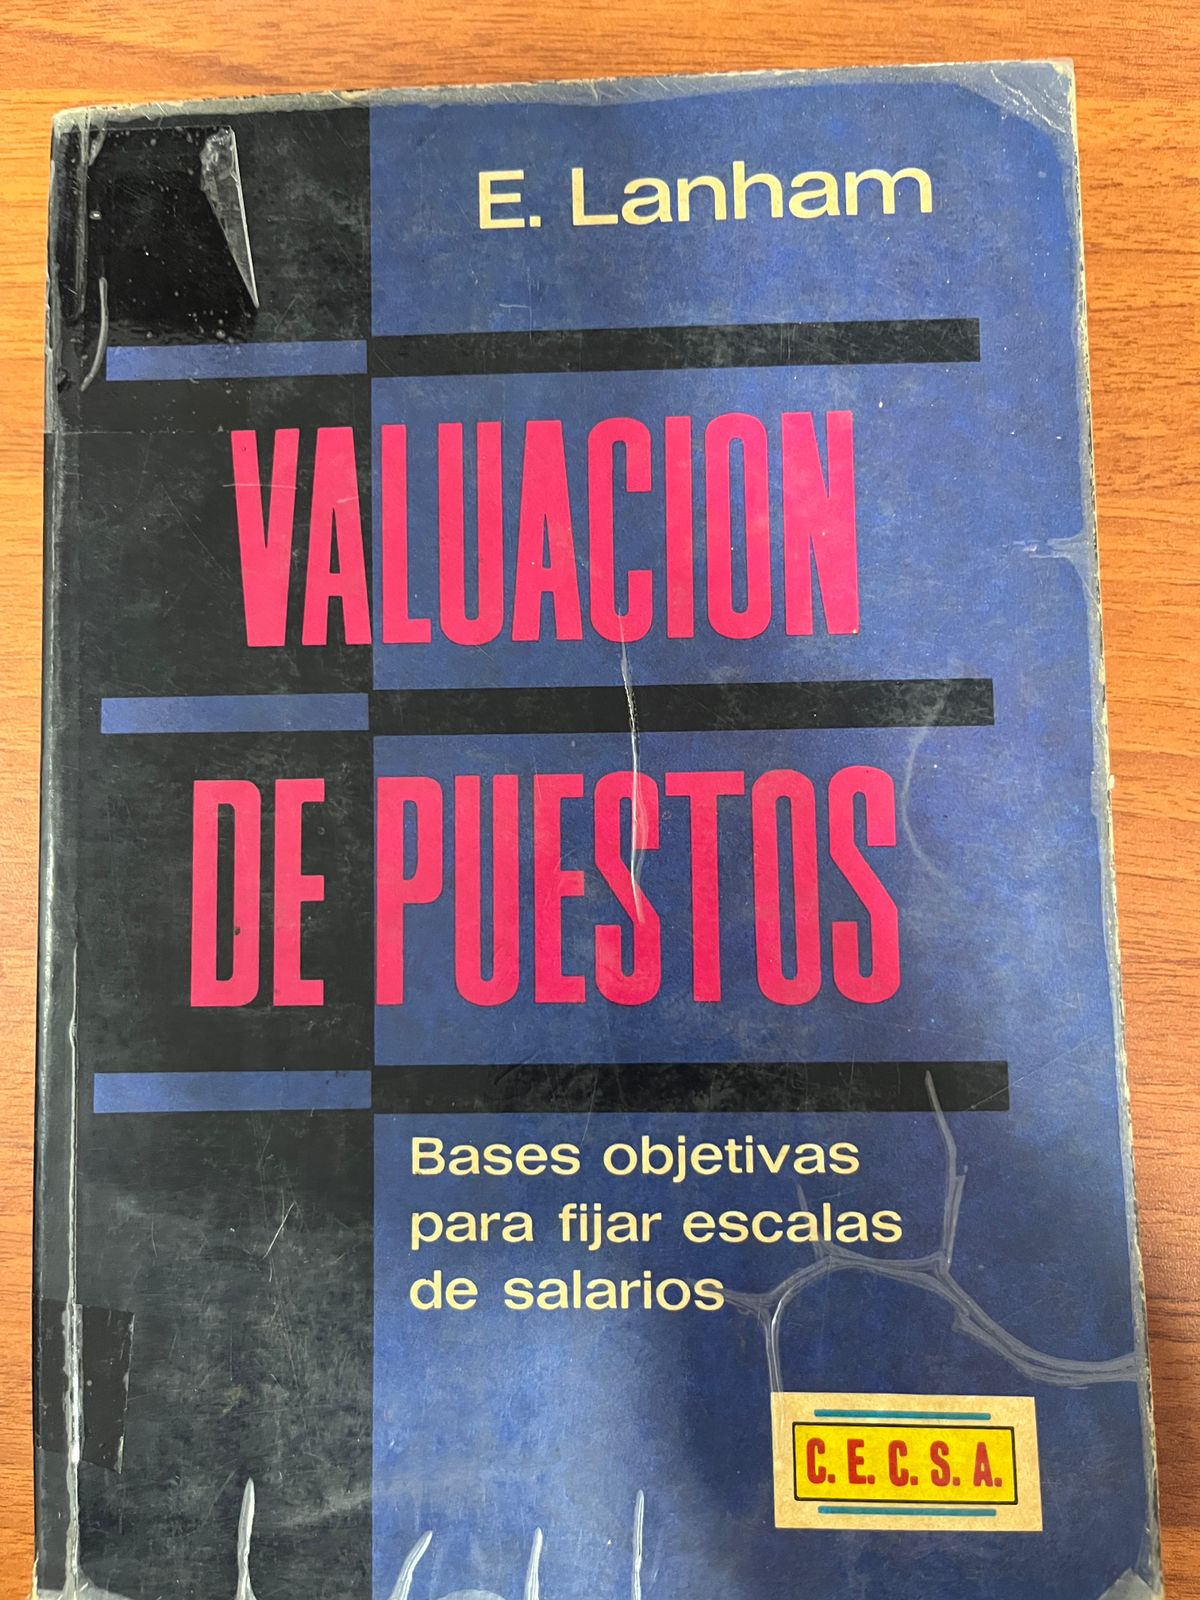 E. Lanham
VALUACION
DE PUESTOS
Bases objetivas
para fijar escalas
de salarios
C. E. C. S. A.